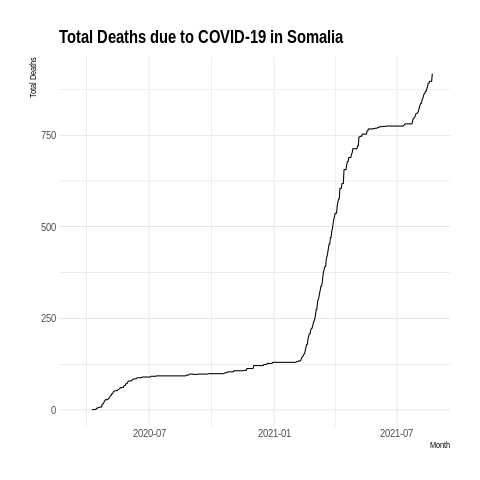 Total Deaths due to COVID-19 in Somalia
Total Deaths
750
500
250
0
2020-07
2021-01
2021-07
Month